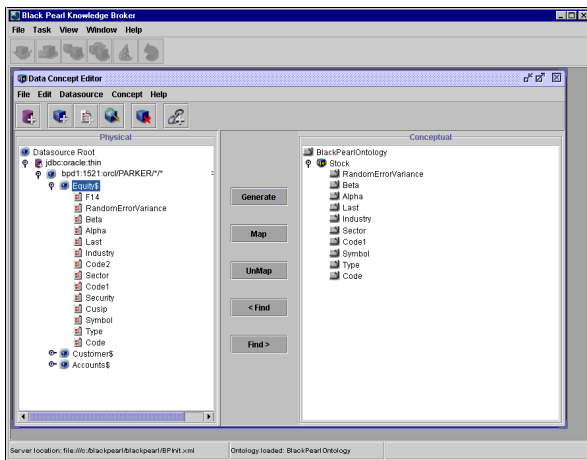 Black Pearl Knowledge Broker
File Task View Window Help
Data Concept Editor
File Edit Datasource Concept Help
Physical
Datasource Root
jdbc:oracle:thin
bpd1:1521:orcl/PARKER/*/*
Equity$
F14
RandomErrorVariance
Beta
Alpha
Last
Industry
Code2
Sector
Code1
Security
Cusip
Symbol
Type
Code
Customer$
Accounts$
Generate
Map
UnMap
< Find
Find >
Conceptual
BlackPearlOntology
Stock
RandomErrorVariance
Beta
Alpha
Last
Industry
Sector
Code1
Symbol
Type
Code
Server location: file:///c:/blackpearl/blackpearl/BPInit.xml
Ontology loaded: BlackPearlOntology